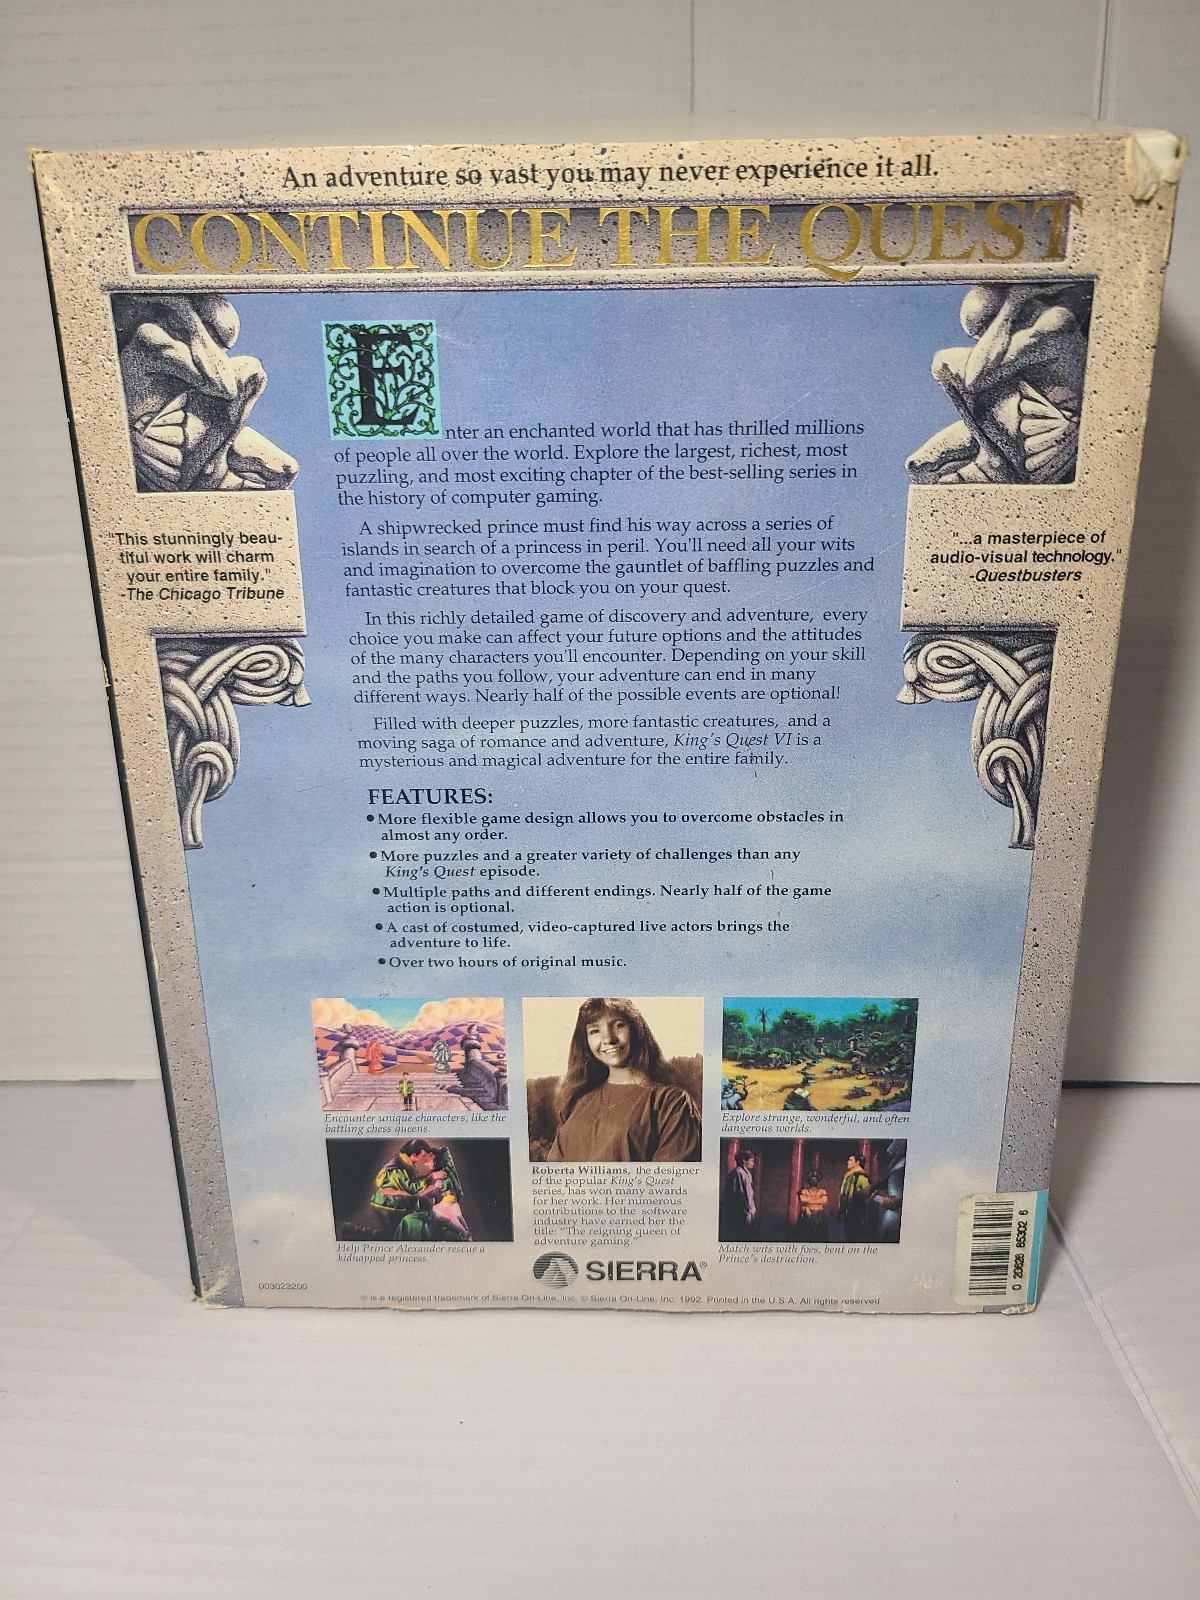 An adventure so vast you may never experience it all.
CONTINUE THE QUEST
Enter an enchanted world that has thrilled millions
of people all over the world. Explore the largest, richest, most
puzzling, and most exciting chapter of the best-selling series in
the history of computer gaming.
A shipwrecked prince must find his way across a series of
islands in search of a princess in peril. You'll need all your wits
and imagination to overcome the gauntlet of baffling puzzles and
fantastic creatures that block you on your quest.
In this richly detailed game of discovery and adventure, every
choice you make can affect your future options and the attitudes
of the many characters you'll encounter. Depending on your skill
and the paths you follow, your adventure can end in many
different ways. Nearly half of the possible events are optional!
Filled with deeper puzzles, more fantastic creatures, and a
moving saga of romance and adventure, King's Quest VI is a
mysterious and magical adventure for the entire family.
"This stunningly beau-
tiful work will charm
your entire family."
-The Chicago Tribune
"...a masterpiece of
audio-visual technology."
-Questbusters
FEATURES:
• More flexible game design allows you to overcome obstacles in
almost any order.
• More puzzles and a greater variety of challenges than any
King's Quest episode.
• Multiple paths and different endings. Nearly half of the game
action is optional.
• A cast of costumed, video-captured live actors brings the
adventure to life.
• Over two hours of original music.
Encounter unique characters, like the
battling chess queens.
Help Prince Alexander rescue a
kidnapped princess.
Roberta Williams, the designer
of the popular King's Quest
series, has won many awards
for her work. Her numerous
contributions to the software
industry have earned her the
title: "The reigning queen of
adventure gaming."
Explore strange, wonderful, and often
dangerous worlds.
Match wits with foes, bent on the
Prince's destruction.
SIERRA®
003023200
® is a registered trademark of Sierra On-Line, Inc. © Sierra On-Line, Inc. 1992. Printed in the U.S.A. All rights reserved
0 20626 85302 6